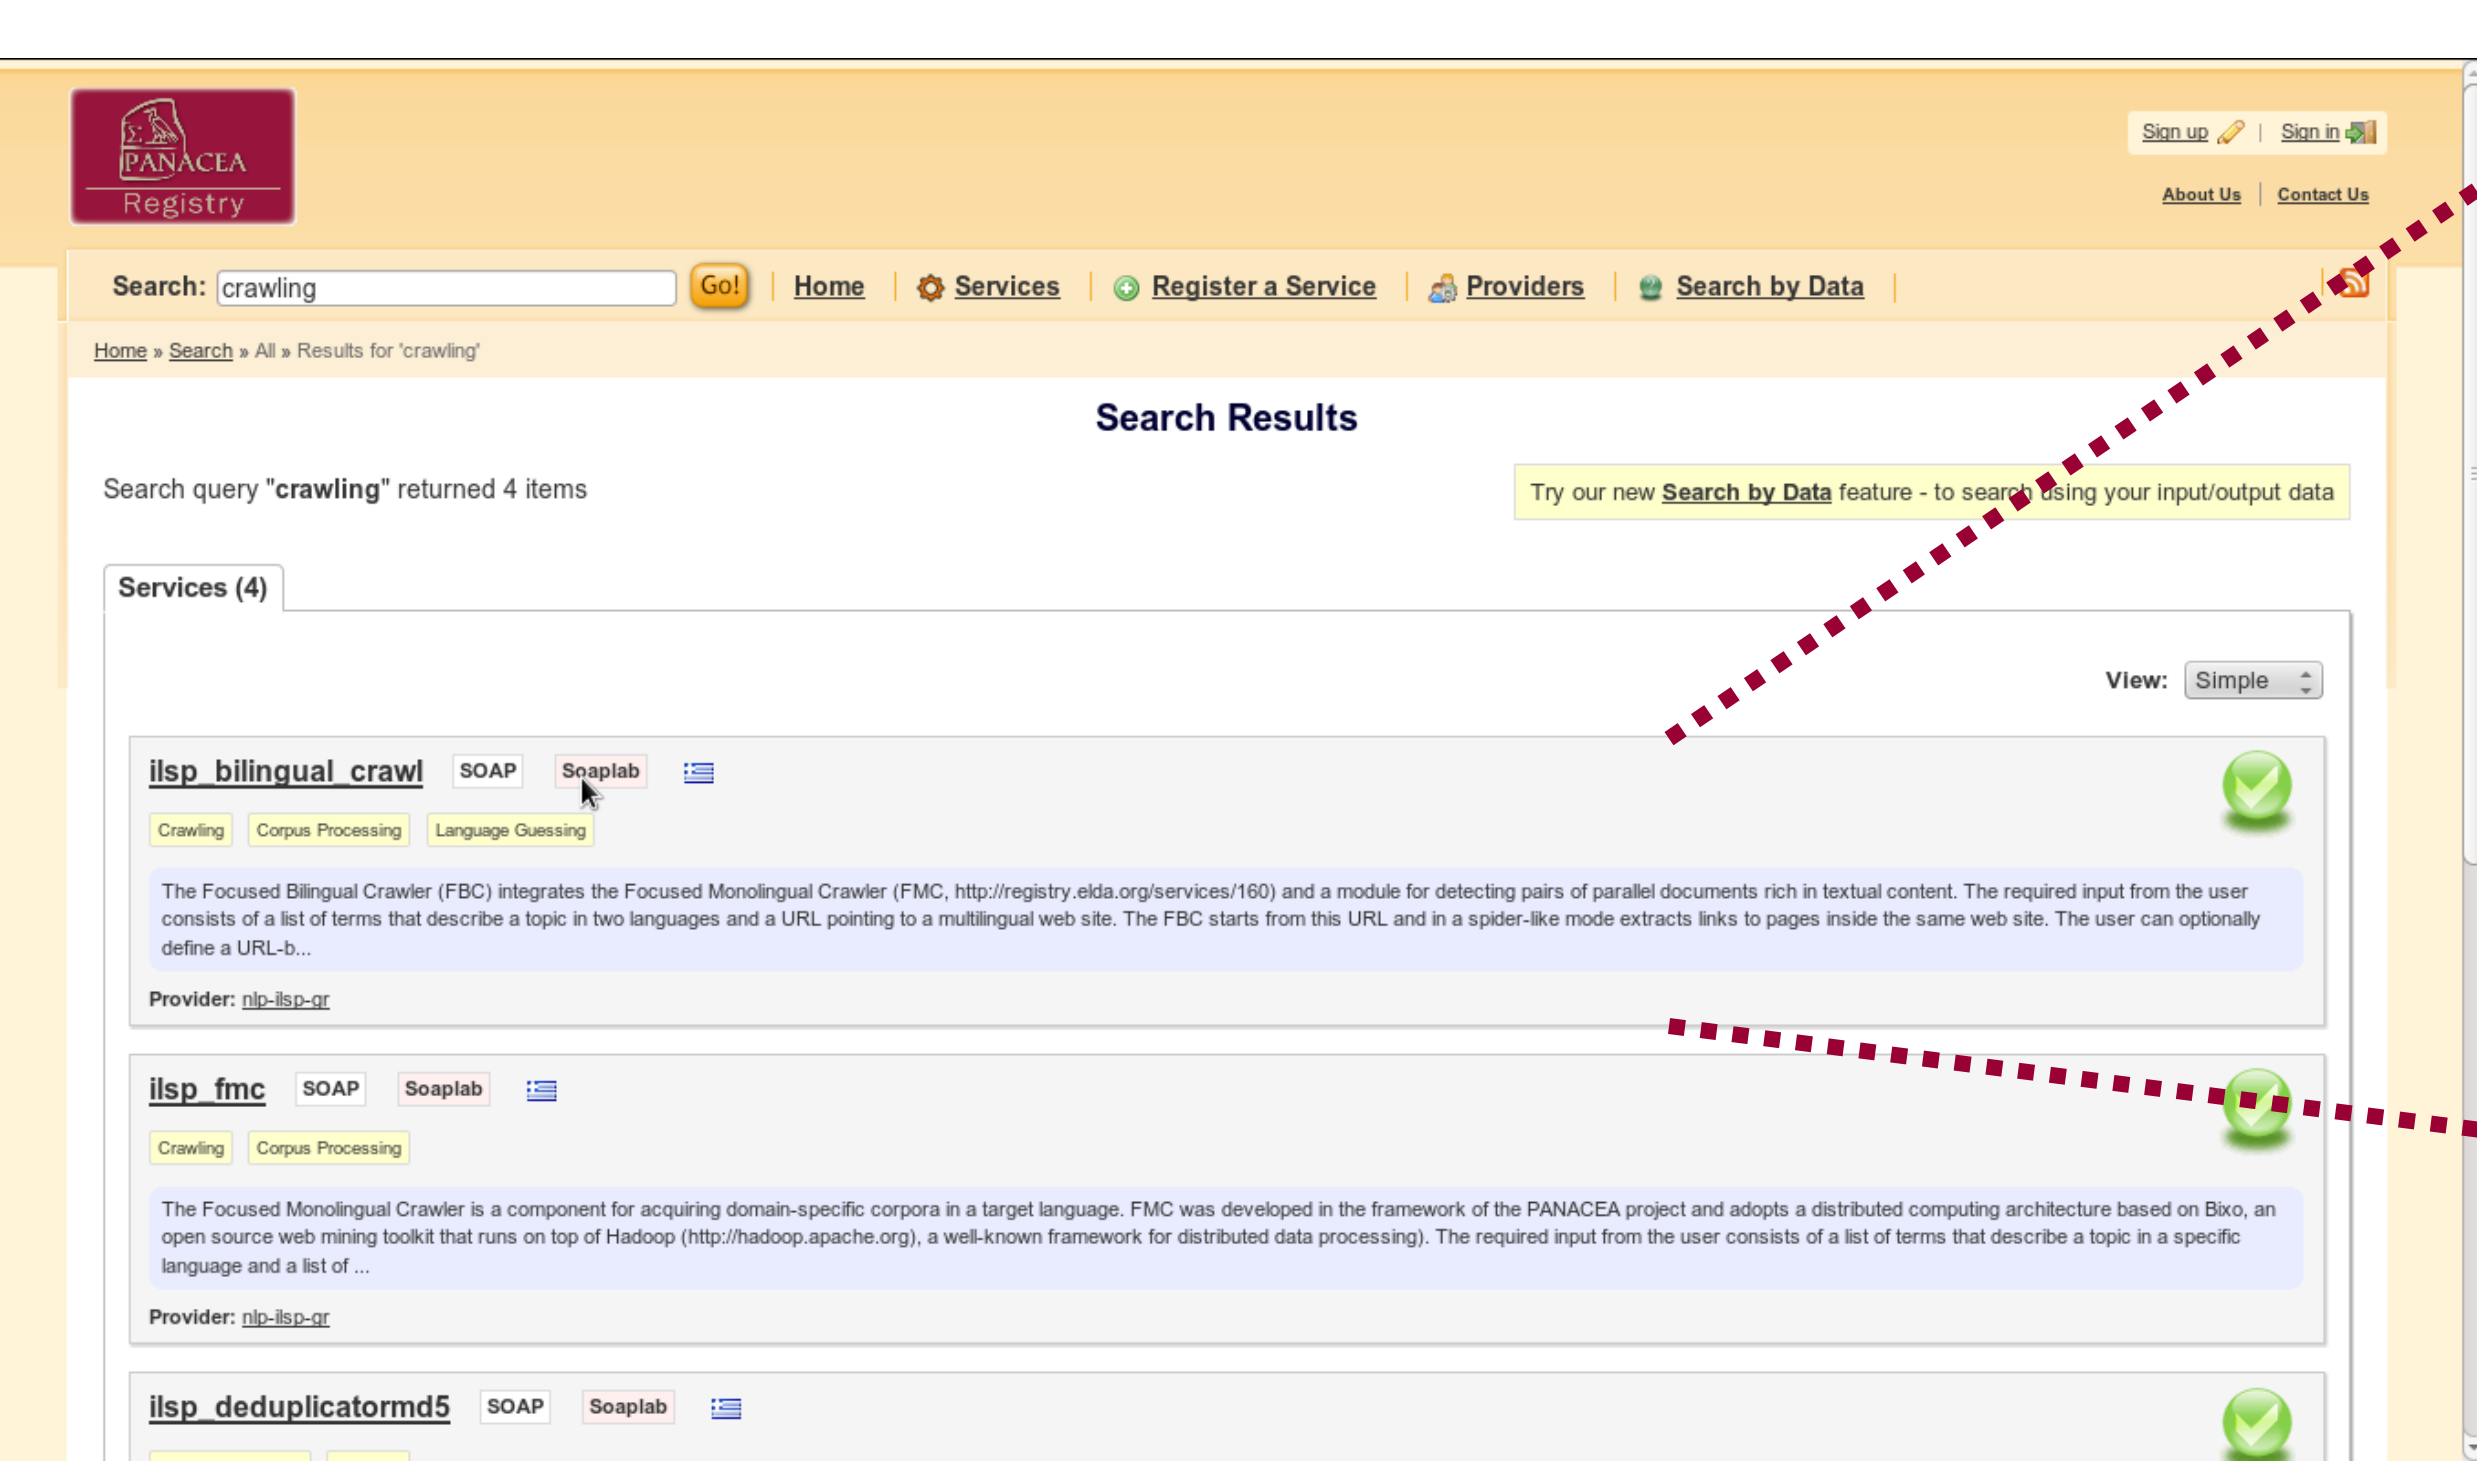 PANACEA
Registry
Sign up | Sign in
About Us | Contact Us
Search: crawling Go! Home Services Register a Service Providers Search by Data
Home » Search » All » Results for 'crawling'
Search Results
Search query "crawling" returned 4 items
Try our new Search by Data feature - to search using your input/output data
Services (4)
View: Simple
ilsp_bilingual_crawl SOAP Soaplab
Crawling Corpus Processing Language Guessing
The Focused Bilingual Crawler (FBC) integrates the Focused Monolingual Crawler (FMC, http://registry.elda.org/services/160) and a module for detecting pairs of parallel documents rich in textual content. The required input from the user
consists of a list of terms that describe a topic in two languages and a URL pointing to a multilingual web site. The FBC starts from this URL and in a spider-like mode extracts links to pages inside the same web site. The user can optionally
define a URL-b...
Provider: nlp-ilsp-gr
ilsp_fmc SOAP Soaplab
Crawling Corpus Processing
The Focused Monolingual Crawler is a component for acquiring domain-specific corpora in a target language. FMC was developed in the framework of the PANACEA project and adopts a distributed computing architecture based on Bixo, an
open source web mining toolkit that runs on top of Hadoop (http://hadoop.apache.org), a well-known framework for distributed data processing). The required input from the user consists of a list of terms that describe a topic in a specific
language and a list of ...
Provider: nlp-ilsp-gr
ilsp_deduplicatormd5 SOAP Soaplab